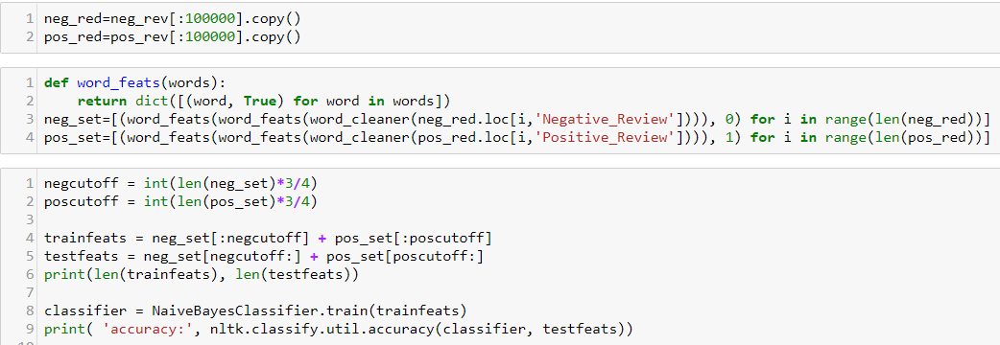 1 neg_red=neg_rev[:100000].copy()
2 pos_red=pos_rev[:100000].copy()
1 def word_feats(words):
2     return dict([(word, True) for word in words])
3 neg_set=[(word_feats(word_feats(word_cleaner(neg_red.loc[i,'Negative_Review']))), 0) for i in range(len(neg_red))]
4 pos_set=[(word_feats(word_feats(word_cleaner(pos_red.loc[i,'Positive_Review']))), 1) for i in range(len(pos_red))]
1 negcutoff = int(len(neg_set)*3/4)
2 poscutoff = int(len(pos_set)*3/4)
3
4 trainfeats = neg_set[:negcutoff] + pos_set[:poscutoff]
5 testfeats = neg_set[negcutoff:] + pos_set[poscutoff:]
6 print(len(trainfeats), len(testfeats))
7
8 classifier = NaiveBayesClassifier.train(trainfeats)
9 print( 'accuracy:', nltk.classify.util.accuracy(classifier, testfeats))